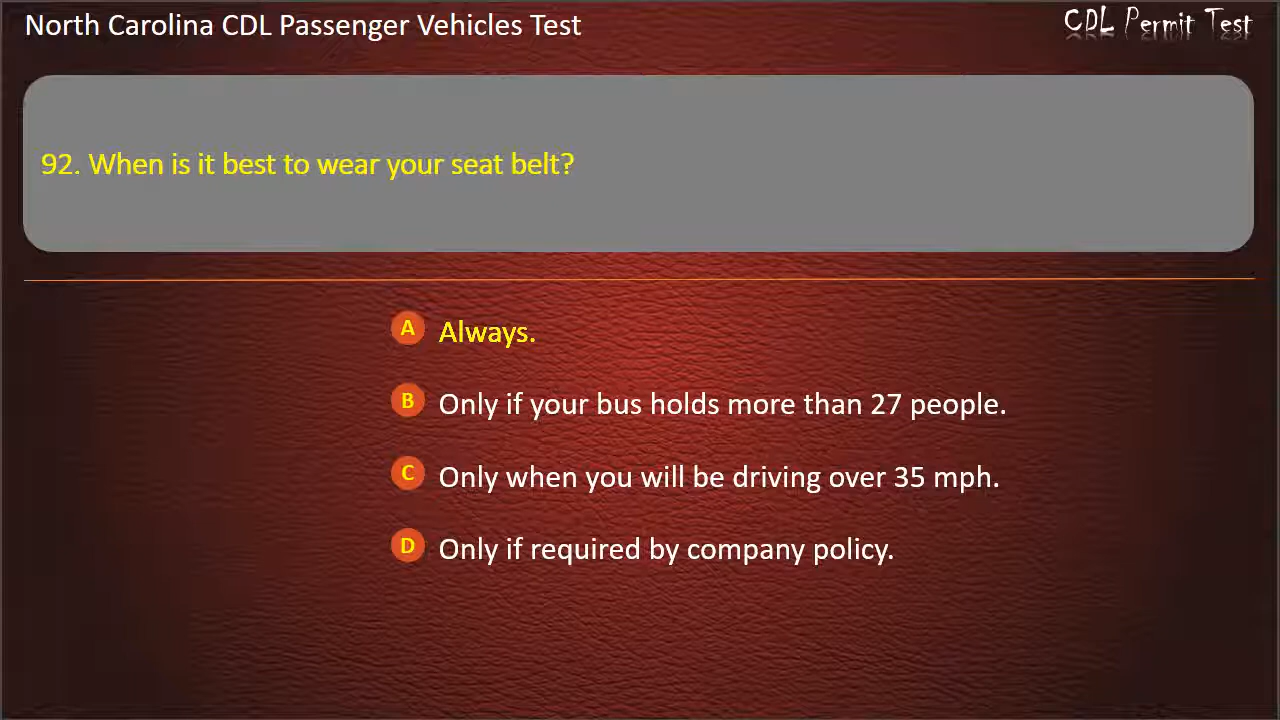 North Carolina CDL Passenger Vehicles Test
CDL Permit Test
92. When is it best to wear your seat belt?
A Always.
B Only if your bus holds more than 27 people.
C Only when you will be driving over 35 mph.
D Only if required by company policy.